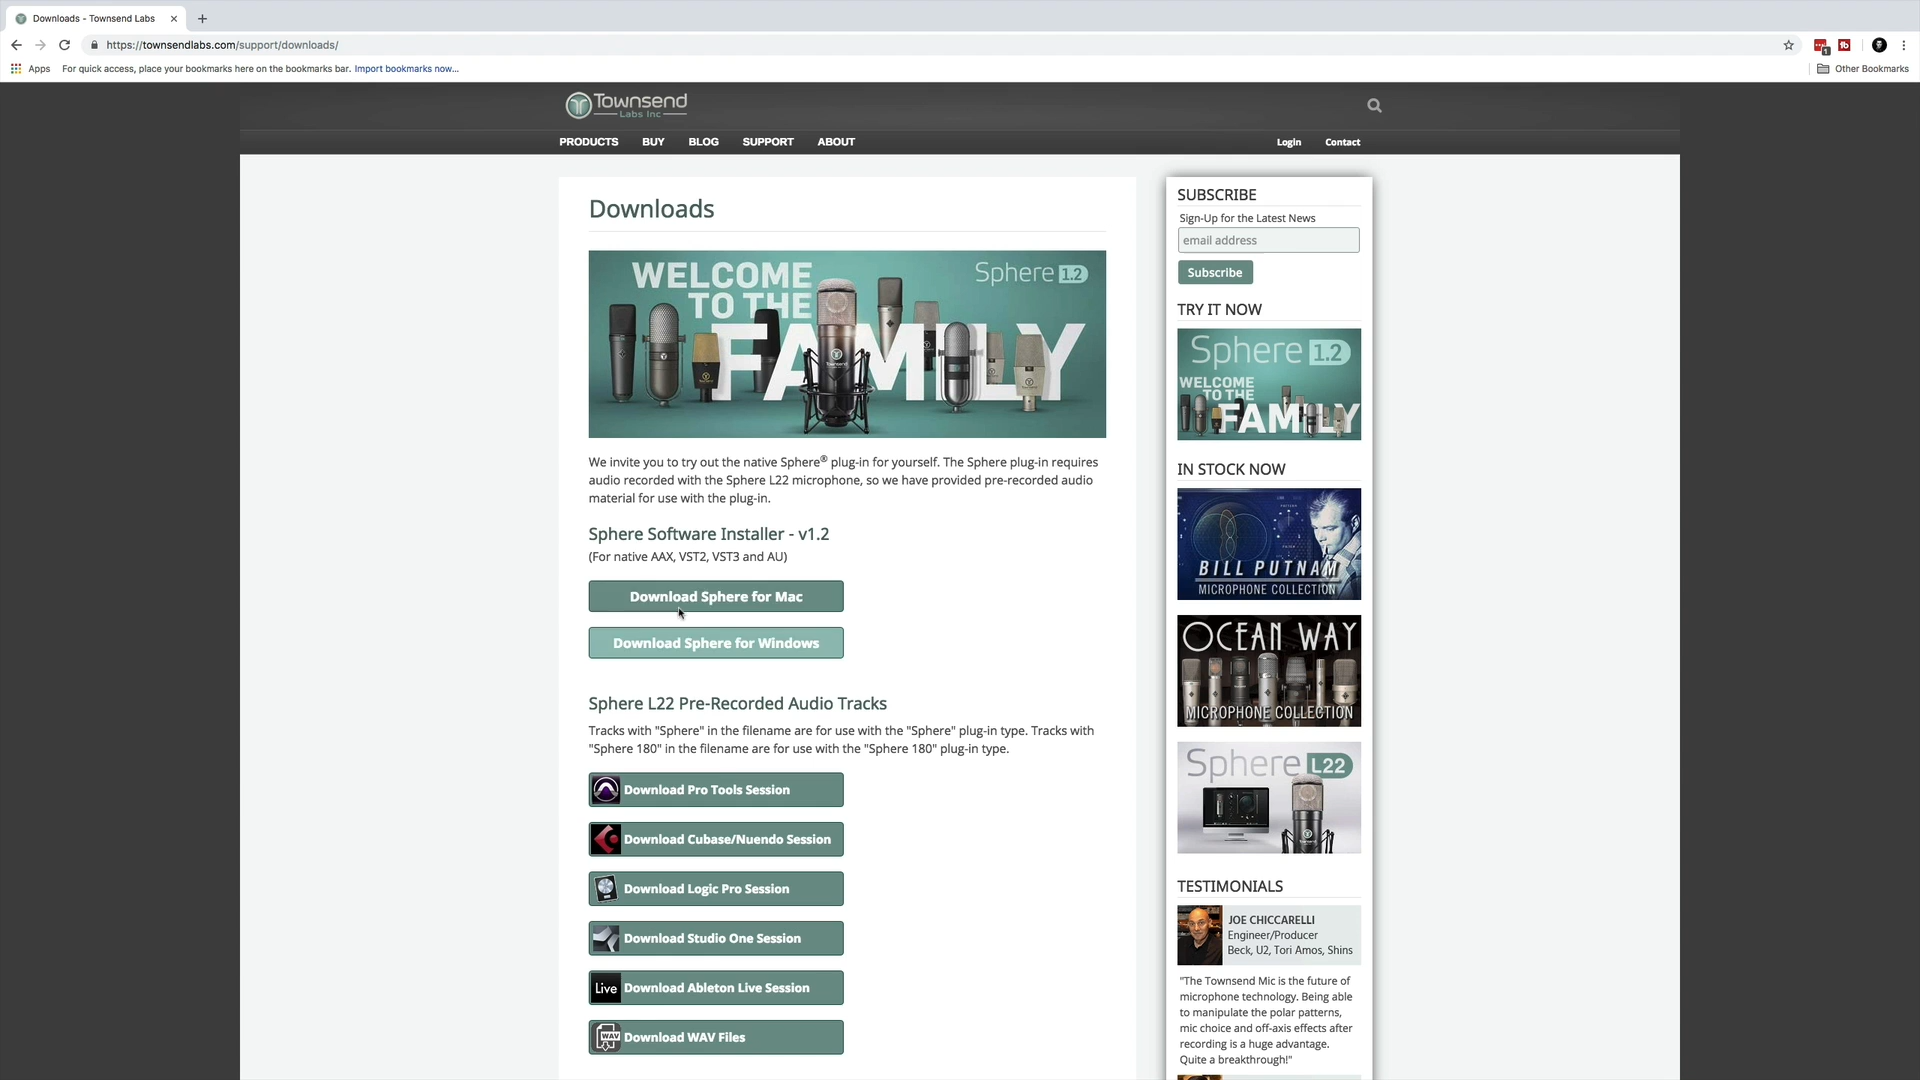 Downloads - Townsend Labs
https://townsendlabs.com/support/downloads/
1
Apps For quick access, place your bookmarks here on the bookmarks bar. Import bookmarks now...
Other Bookmarks
Townsend
Labs Inc
PRODUCTS BUY BLOG SUPPORT ABOUT
Login Contact
Downloads
WELCOME
TO THE
FAMILY
Sphere 1.2
We invite you to try out the native Sphere® plug-in for yourself. The Sphere plug-in requires
audio recorded with the Sphere L22 microphone, so we have provided pre-recorded audio
material for use with the plug-in.
Sphere Software Installer - v1.2
(For native AAX, VST2, VST3 and AU)
Download Sphere for Mac
Download Sphere for Windows
Sphere L22 Pre-Recorded Audio Tracks
Tracks with "Sphere" in the filename are for use with the "Sphere" plug-in type. Tracks with
"Sphere 180" in the filename are for use with the "Sphere 180" plug-in type.
Download Pro Tools Session
Download Cubase/Nuendo Session
Download Logic Pro Session
Download Studio One Session
Live Download Ableton Live Session
WAV Download WAV Files
SUBSCRIBE
Sign-Up for the Latest News
email address
Subscribe
TRY IT NOW
Sphere 1.2
WELCOME
TO THE
FAMILY
IN STOCK NOW
BILL PUTNAM
MICROPHONE COLLECTION
OCEAN WAY
MICROPHONE COLLECTION
Sphere L22
TESTIMONIALS
JOE CHICCARELLI
Engineer/Producer
Beck, U2, Tori Amos, Shins
"The Townsend Mic is the future of
microphone technology. Being able
to manipulate the polar patterns,
mic choice and off-axis effects after
recording is a huge advantage.
Quite a breakthrough!"